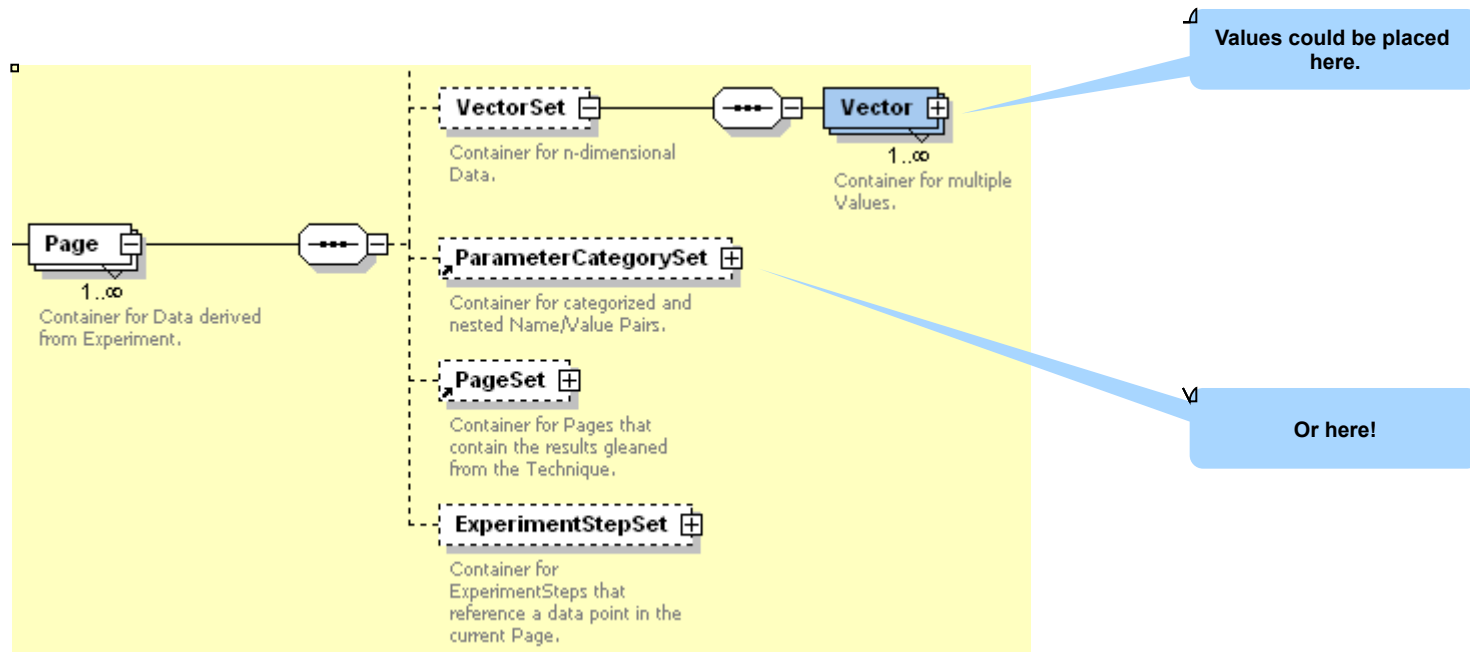 Values could be placed
here.
VectorSet
Container for n-dimensional
Data.
Vector
1..∞
Container for multiple
Values.
Page
1..∞
Container for Data derived
from Experiment.
ParameterCategorySet
Container for categorized and
nested Name/Value Pairs.
PageSet
Container for Pages that
contain the results gleaned
from the Technique.
Or here!
ExperimentStepSet
Container for
ExperimentSteps that
reference a data point in the
current Page.